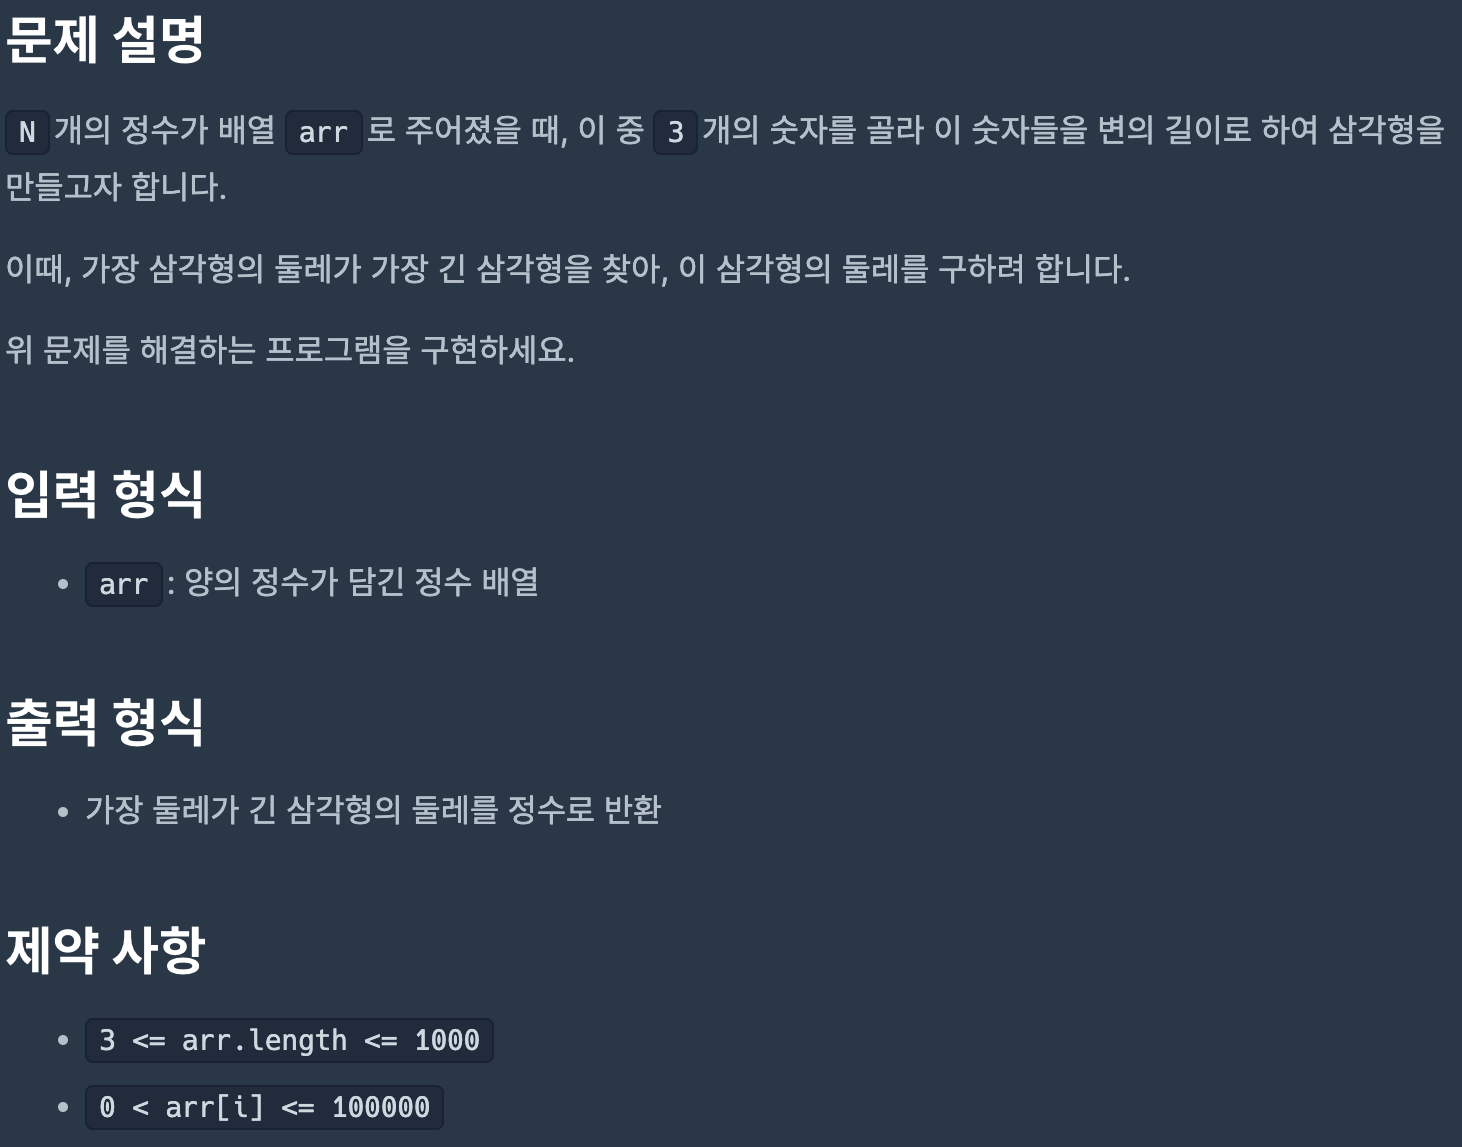 문제 설명
N 개의 정수가 배열 arr 로 주어졌을 때, 이 중 3 개의 숫자를 골라 이 숫자들을 변의 길이로 하여 삼각형을
만들고자 합니다.
이때, 가장 삼각형의 둘레가 가장 긴 삼각형을 찾아, 이 삼각형의 둘레를 구하려 합니다.
위 문제를 해결하는 프로그램을 구현하세요.
입력 형식
• arr : 양의 정수가 담긴 정수 배열
출력 형식
• 가장 둘레가 긴 삼각형의 둘레를 정수로 반환
제약 사항
• 3 <= arr.length <= 1000
• 0 < arr[i] <= 100000